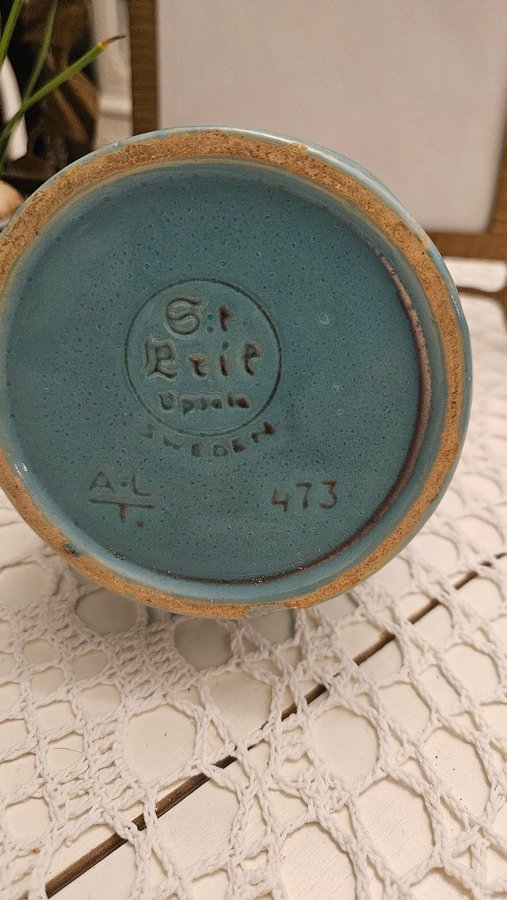 S:t
Erik
Upsala
SWEDEN
A.L 473
T.